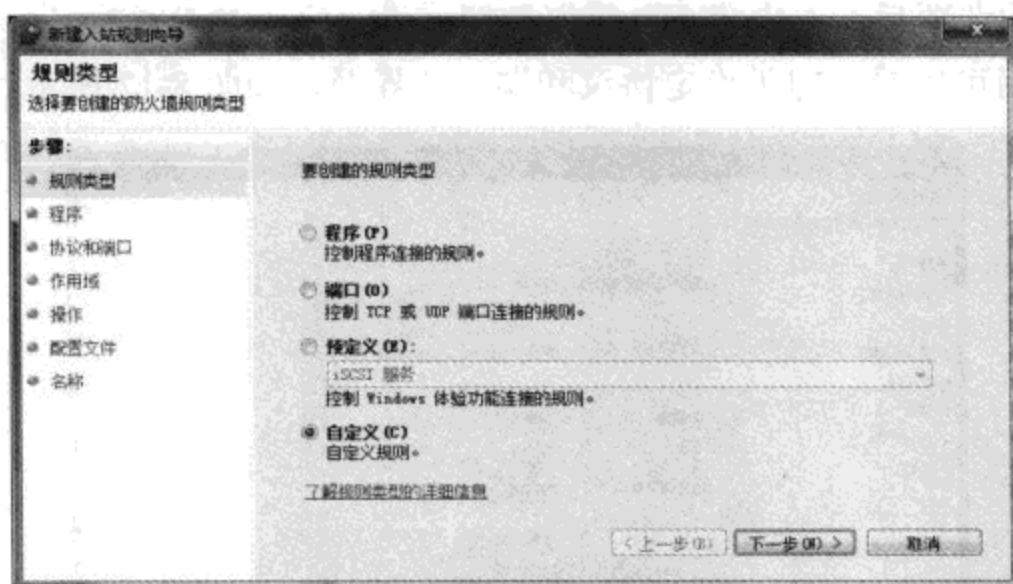 新建入站规则向导
规则类型
选择要创建的防火墙规则类型
步骤:
规则类型
程序
协议和端口
作用域
操作
配置文件
名称
要创建的规则类型
程序(P)
控制程序连接的规则。
端口(O)
控制 TCP 或 UDP 端口连接的规则。
预定义(E):
iSCSI 服务
控制 Windows 体验功能连接的规则。
自定义(C)
自定义规则。
了解规则类型的详细信息
< 上一步(B)
下一步(N) >
取消